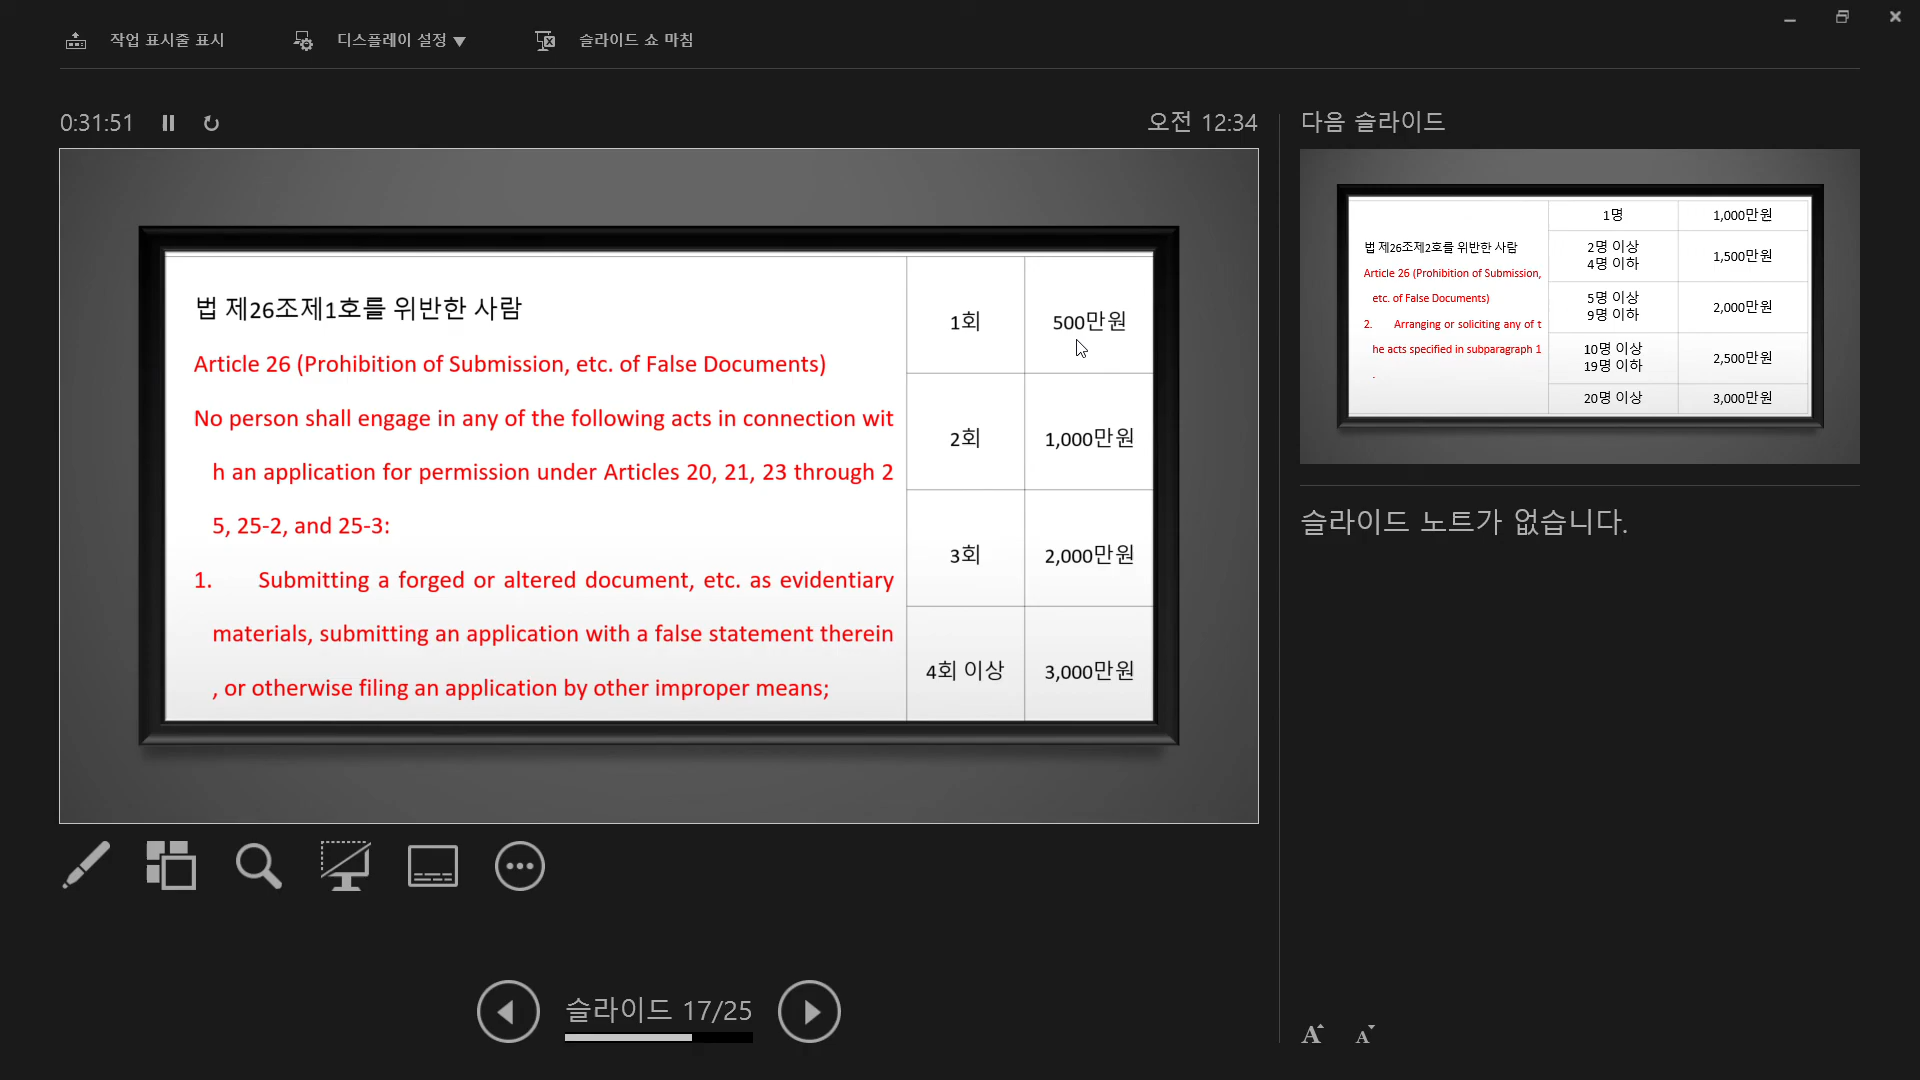 작업 표시줄 표시
디스플레이 설정 ▼
슬라이드 쇼 마침
0:31:51
오전 12:34
법 제26조제1호를 위반한 사람
Article 26 (Prohibition of Submission, etc. of False Documents)
No person shall engage in any of the following acts in connection wit
h an application for permission under Articles 20, 21, 23 through 2
5, 25-2, and 25-3:
1. Submitting a forged or altered document, etc. as evidentiary
materials, submitting an application with a false statement therein
, or otherwise filing an application by other improper means;
1회 500만원
2회 1,000만원
3회 2,000만원
4회 이상 3,000만원
다음 슬라이드
법 제26조제2호를 위반한 사람
Article 26 (Prohibition of Submission,
etc. of False Documents)
2. Arranging or soliciting any of t
he acts specified in subparagraph 1
.
1명 1,000만원
2명 이상
4명 이하
1,500만원
5명 이상
9명 이하
2,000만원
10명 이상
19명 이하
2,500만원
20명 이상 3,000만원
슬라이드 노트가 없습니다.
슬라이드 17/25
A A